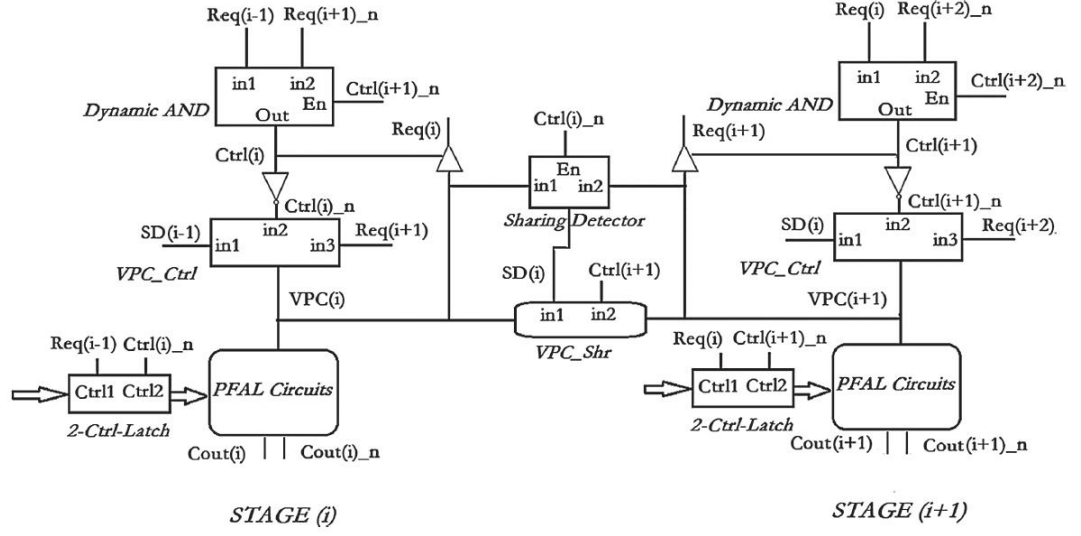 Req(i-1) Req(i+1)_n
in1 in2
En
Out
Ctrl(i+1)_n
Dynamic AND
Ctrl(i)
Req(i)
Ctrl(i)_n
SD(i-1)
in1 in2 in3
Req(i+1)
VPC_Ctrl
VPC(i)
Req(i-1) Ctrl(i)_n
Ctrl1 Ctrl2
2-Ctrl-Latch
PFAL Circuits
Cout(i) Cout(i)_n
STAGE (i)
Ctrl(i)_n
En
in1 in2
Sharing Detector
SD(i)
Ctrl(i+1)
in1 in2
VPC_Shr
Req(i) Req(i+2)_n
in1 in2
En
Out
Ctrl(i+2)_n
Dynamic AND
Req(i+1)
Ctrl(i+1)
Ctrl(i+1)_n
SD(i)
in1 in2 in3
Req(i+2)
VPC_Ctrl
VPC(i+1)
Req(i) Ctrl(i+1)_n
Ctrl1 Ctrl2
2-Ctrl-Latch
PFAL Circuits
Cout(i+1) Cout(i+1)_n
STAGE (i+1)